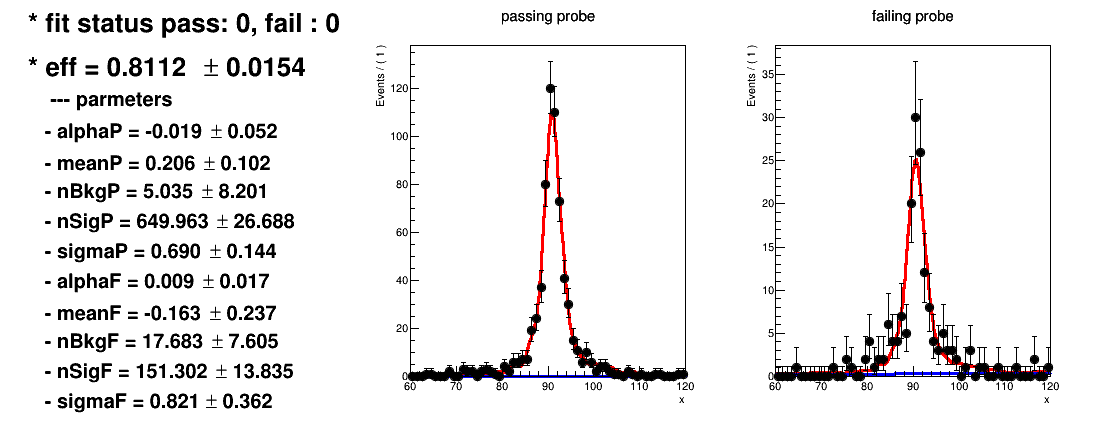 * fit status pass: 0, fail : 0
* eff = 0.8112 ± 0.0154
--- parmeters
- alphaP = -0.019 ± 0.052
- meanP = 0.206 ± 0.102
- nBkgP = 5.035 ± 8.201
- nSigP = 649.963 ± 26.688
- sigmaP = 0.690 ± 0.144
- alphaF = 0.009 ± 0.017
- meanF = -0.163 ± 0.237
- nBkgF = 17.683 ± 7.605
- nSigF = 151.302 ± 13.835
- sigmaF = 0.821 ± 0.362
passing probe
Events / ( 1 )
120
100
80
60
40
20
0
60 70 80 90 100 110 120
x
failing probe
Events / ( 1 )
35
30
25
20
15
10
5
0
60 70 80 90 100 110 120
x